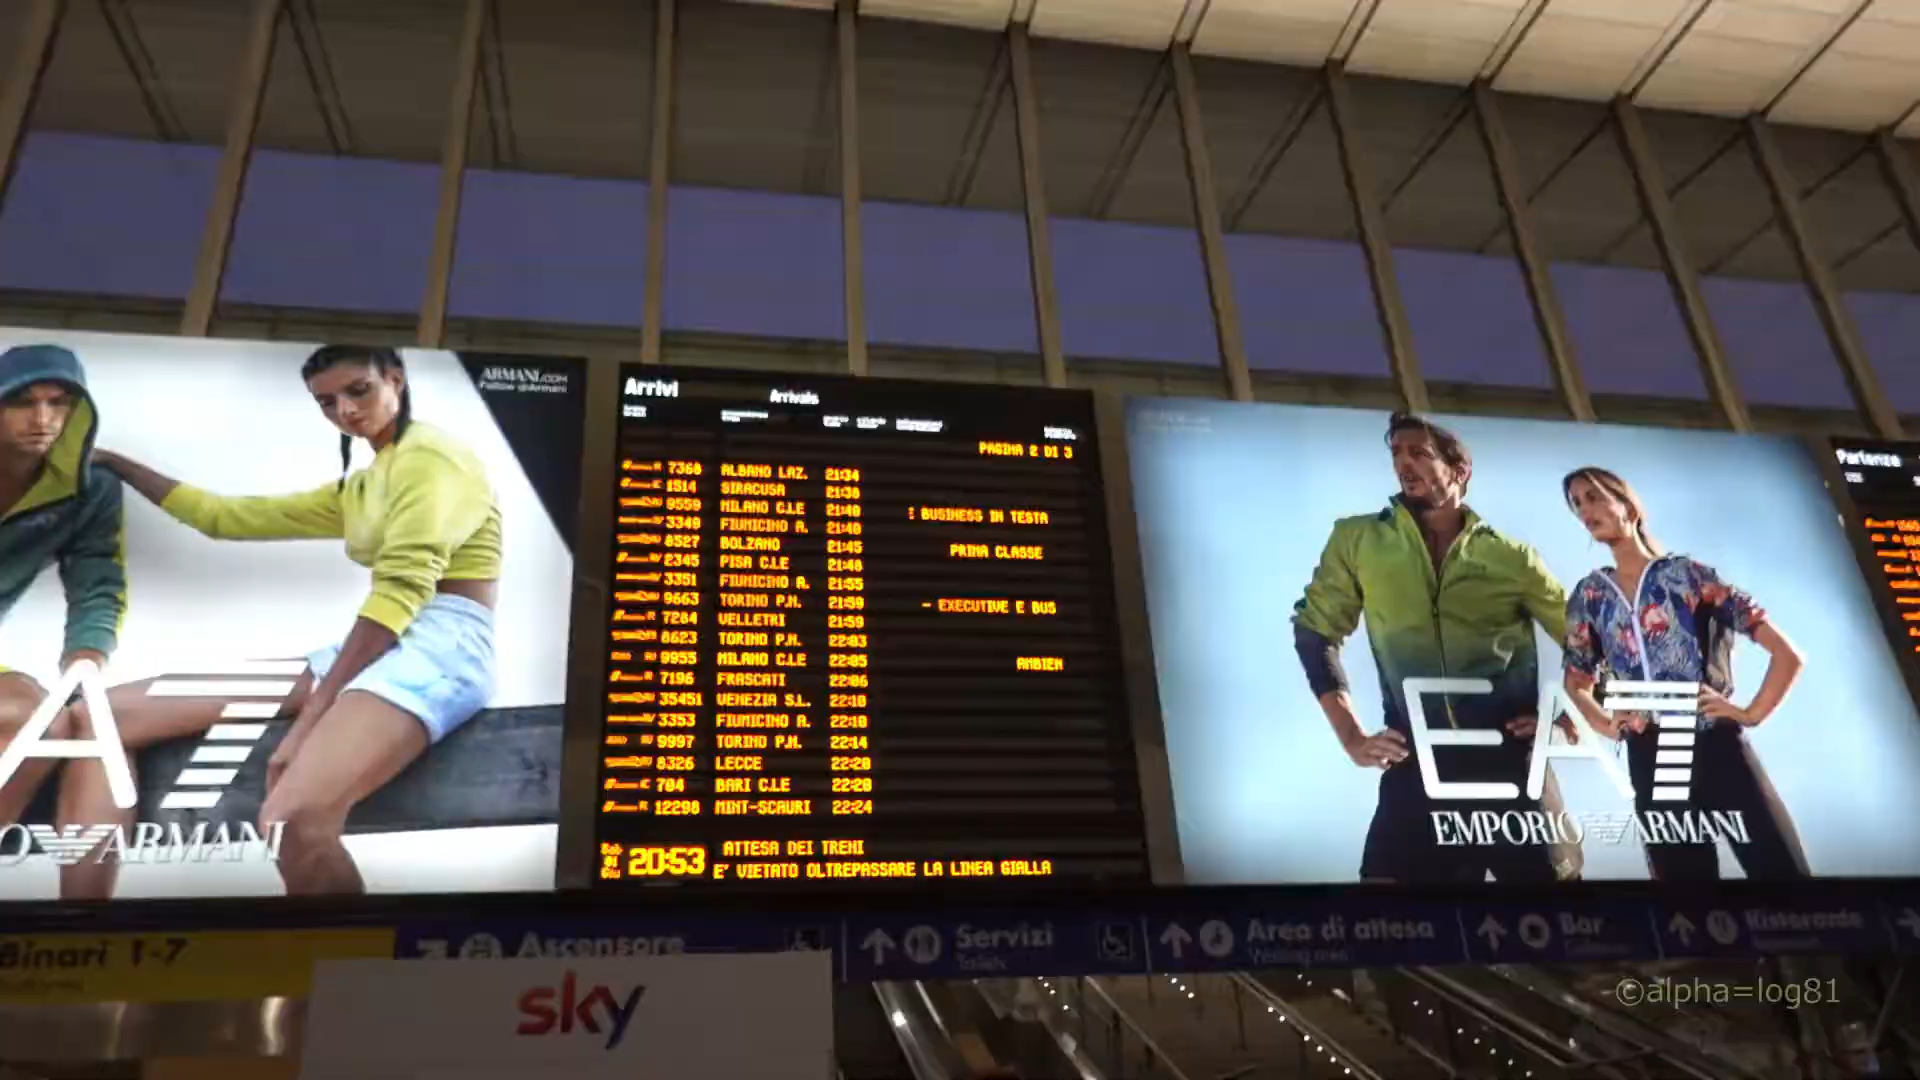 ARMANI.COM
Follow @Armani
A7
O ARMANI
Arrivi Arrivals
PAGINA 2 DI 3
7368 ALBANO LAZ. 21:34
1514 SIRACUSA 21:38
9559 MILANO C.LE 21:40 : BUSINESS IN TESTA
3349 FIUMICINO A. 21:40
8527 BOLZANO 21:45 PRIMA CLASSE
2345 PISA C.LE 21:48
3351 FIUMICINO A. 21:55
9663 TORINO P.N. 21:59 - EXECUTIVE E BUS
7284 VELLETRI 21:59
8623 TORINO P.N. 22:03
9955 MILANO C.LE 22:05 AMBIEN
7196 FRASCATI 22:06
35451 VENEZIA S.L. 22:10
3353 FIUMICINO A. 22:10
9997 TORINO P.N. 22:14
8326 LECCE 22:20
704 BARI C.LE 22:20
12298 MINT-SCAURI 22:24
20:53 ATTESA DEI TRENI
E' VIETATO OLTREPASSARE LA LINEA GIALLA
EA7
EMPORIO ARMANI
Partenze
Binari 1-7
Ascensore
Servizi
Toilets
Area di attesa
Waiting area
Bar
Ristorante
sky
©alpha=log81